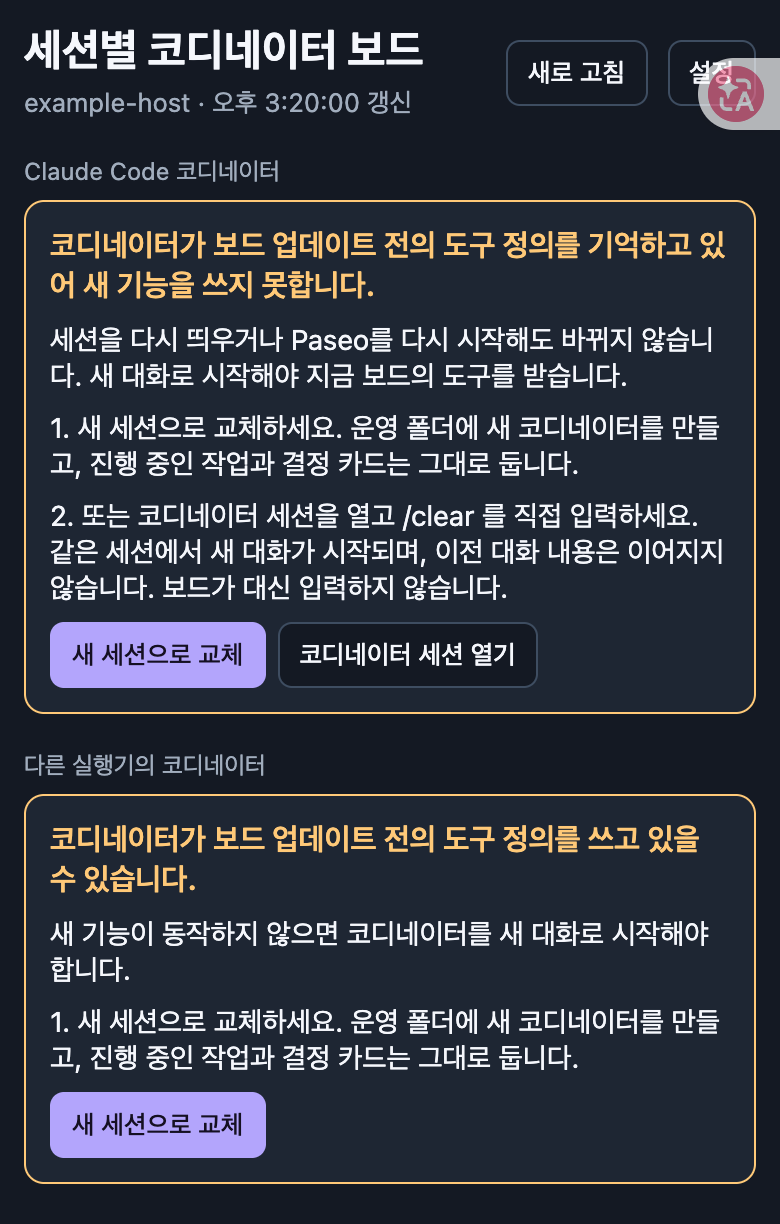 세션별 코디네이터 보드
새로 고침
설정
example-host · 오후 3:20:00 갱신
Claude Code 코디네이터
코디네이터가 보드 업데이트 전의 도구 정의를 기억하고 있
어 새 기능을 쓰지 못합니다.
세션을 다시 띄우거나 Paseo를 다시 시작해도 바뀌지 않습니
다. 새 대화로 시작해야 지금 보드의 도구를 받습니다.
1. 새 세션으로 교체하세요. 운영 폴더에 새 코디네이터를 만들
고, 진행 중인 작업과 결정 카드는 그대로 둡니다.
2. 또는 코디네이터 세션을 열고 /clear 를 직접 입력하세요.
같은 세션에서 새 대화가 시작되며, 이전 대화 내용은 이어지지
않습니다. 보드가 대신 입력하지 않습니다.
새 세션으로 교체
코디네이터 세션 열기
다른 실행기의 코디네이터
코디네이터가 보드 업데이트 전의 도구 정의를 쓰고 있을
수 있습니다.
새 기능이 동작하지 않으면 코디네이터를 새 대화로 시작해야
합니다.
1. 새 세션으로 교체하세요. 운영 폴더에 새 코디네이터를 만들
고, 진행 중인 작업과 결정 카드는 그대로 둡니다.
새 세션으로 교체